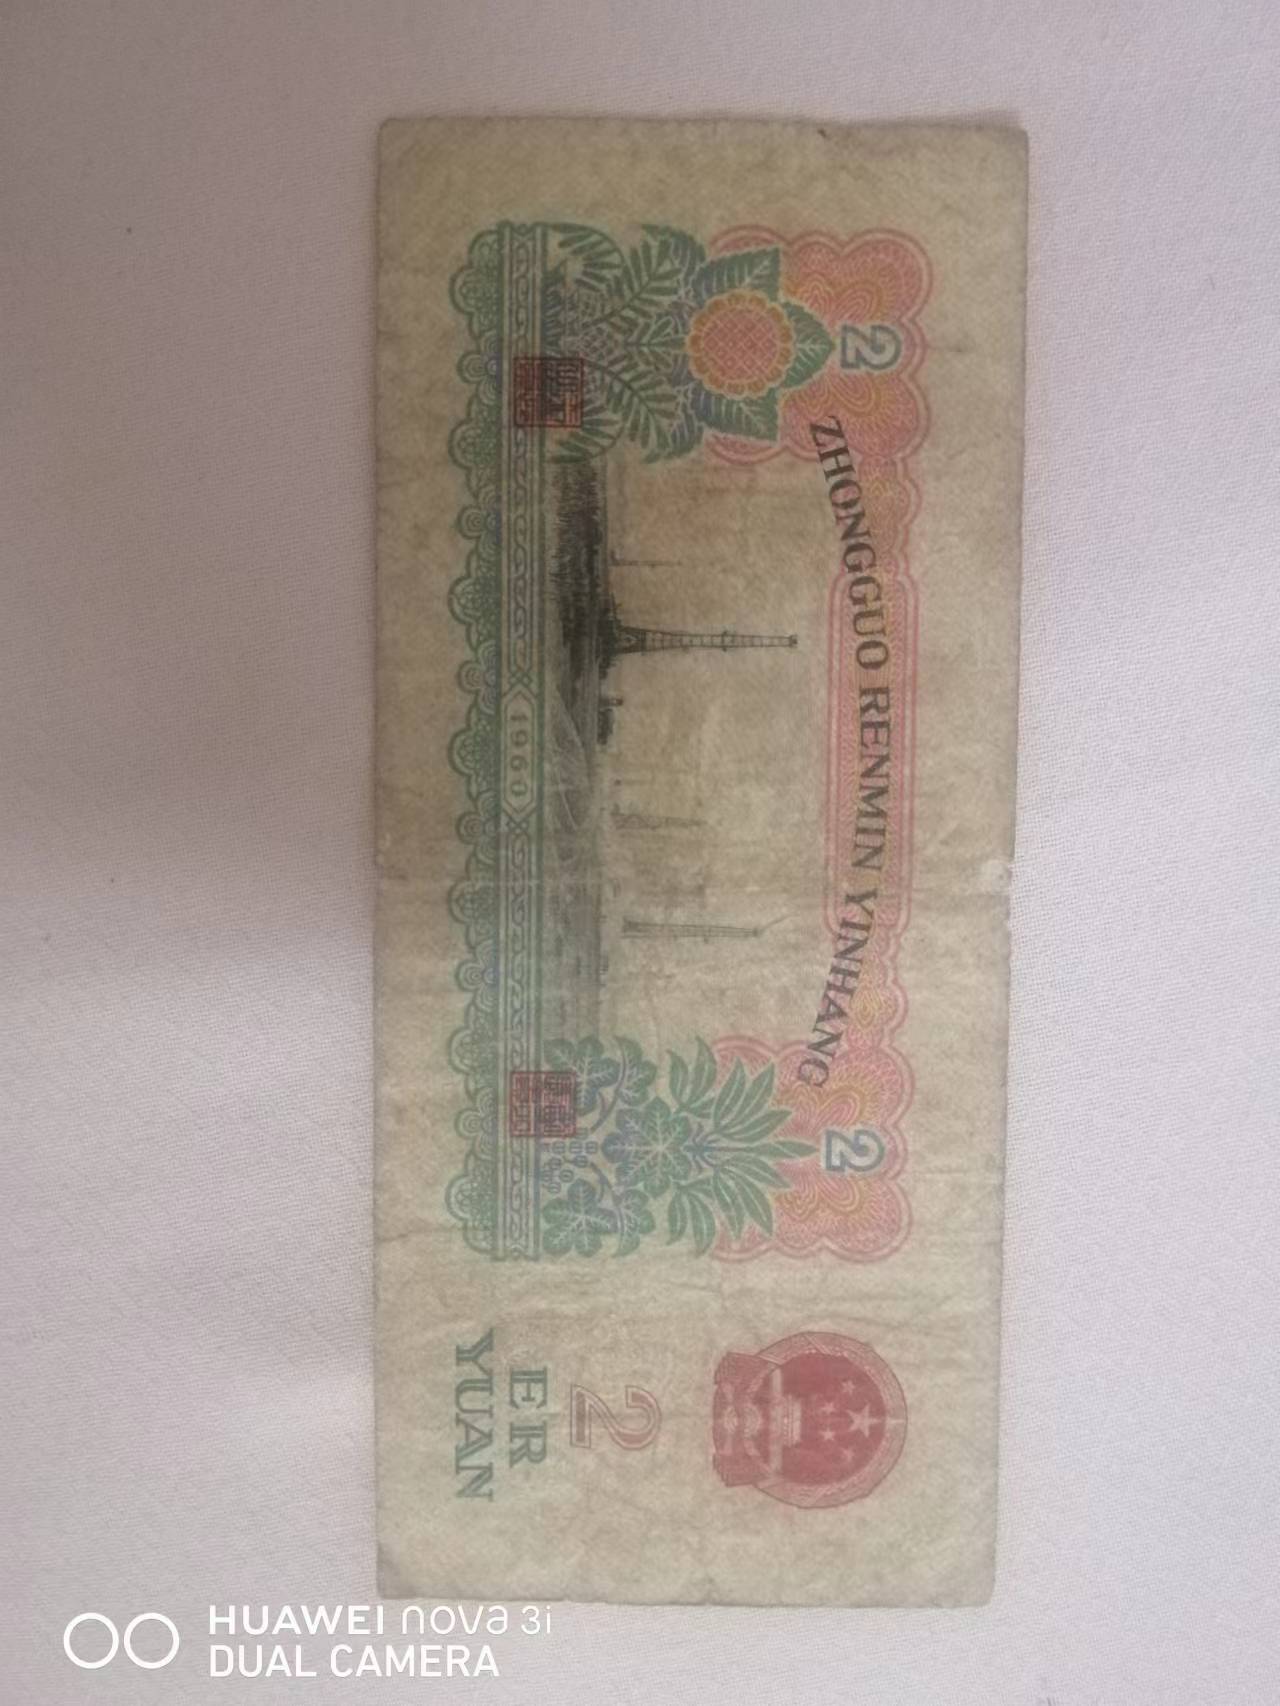 2
2
ZHONGGUO RENMIN YINHANG
1960
2
ER
YUAN
HUAWEI nova 3i
DUAL CAMERA